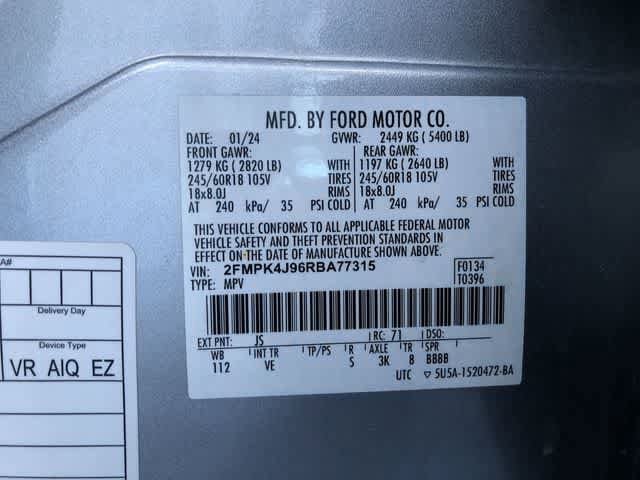 MFD. BY FORD MOTOR CO.
DATE: 01/24 GVWR: 2449 KG ( 5400 LB)
FRONT GAWR: REAR GAWR:
1279 KG ( 2820 LB) WITH 1197 KG ( 2640 LB) WITH
245/60R18 105V TIRES 245/60R18 105V TIRES
18x8.0J RIMS 18x8.0J RIMS
AT 240 kPa/ 35 PSI COLD AT 240 kPa/ 35 PSI COLD
THIS VEHICLE CONFORMS TO ALL APPLICABLE FEDERAL MOTOR
VEHICLE SAFETY AND THEFT PREVENTION STANDARDS IN
EFFECT ON THE DATE OF MANUFACTURE SHOWN ABOVE.
VIN: 2FMPK4J96RBA77315 F0134
TYPE: MPV T0396
EXT PNT: JS RC: 71 DSO:
WB INT TR TP/PS R AXLE TR SPR
112 VE S 3K 8 BBBB
UTC ▽ 5U5A-1520472-BA
A#
Delivery Day
Device Type
VR AIQ EZ